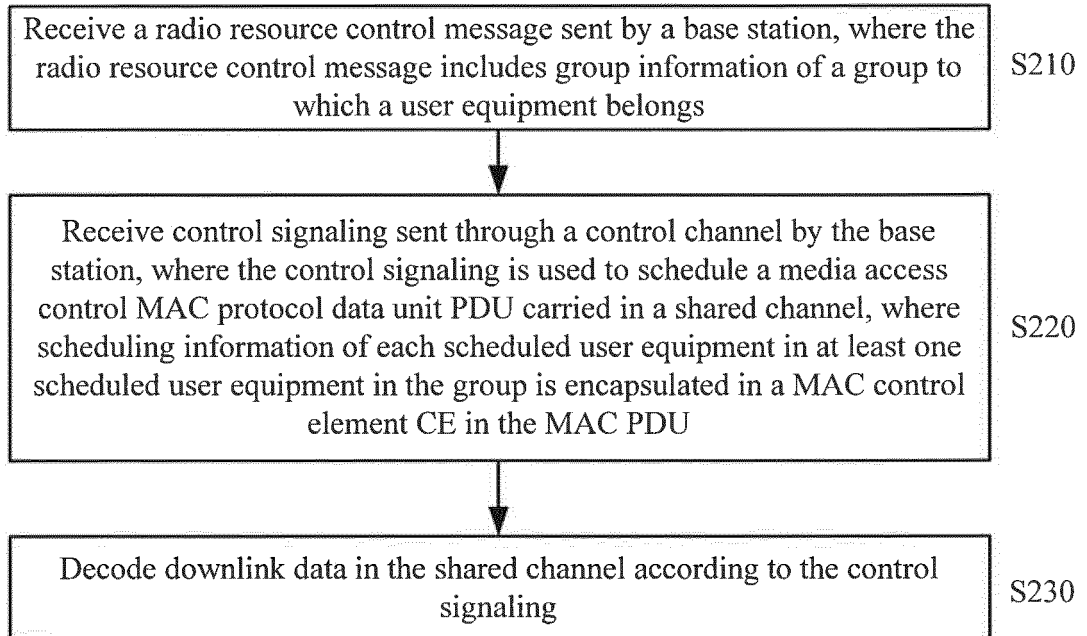 Receive a radio resource control message sent by a base station, where the
radio resource control message includes group information of a group to
which a user equipment belongs
S210
Receive control signaling sent through a control channel by the base
station, where the control signaling is used to schedule a media access
control MAC protocol data unit PDU carried in a shared channel, where
scheduling information of each scheduled user equipment in at least one
scheduled user equipment in the group is encapsulated in a MAC control
element CE in the MAC PDU
S220
Decode downlink data in the shared channel according to the control
signaling
S230